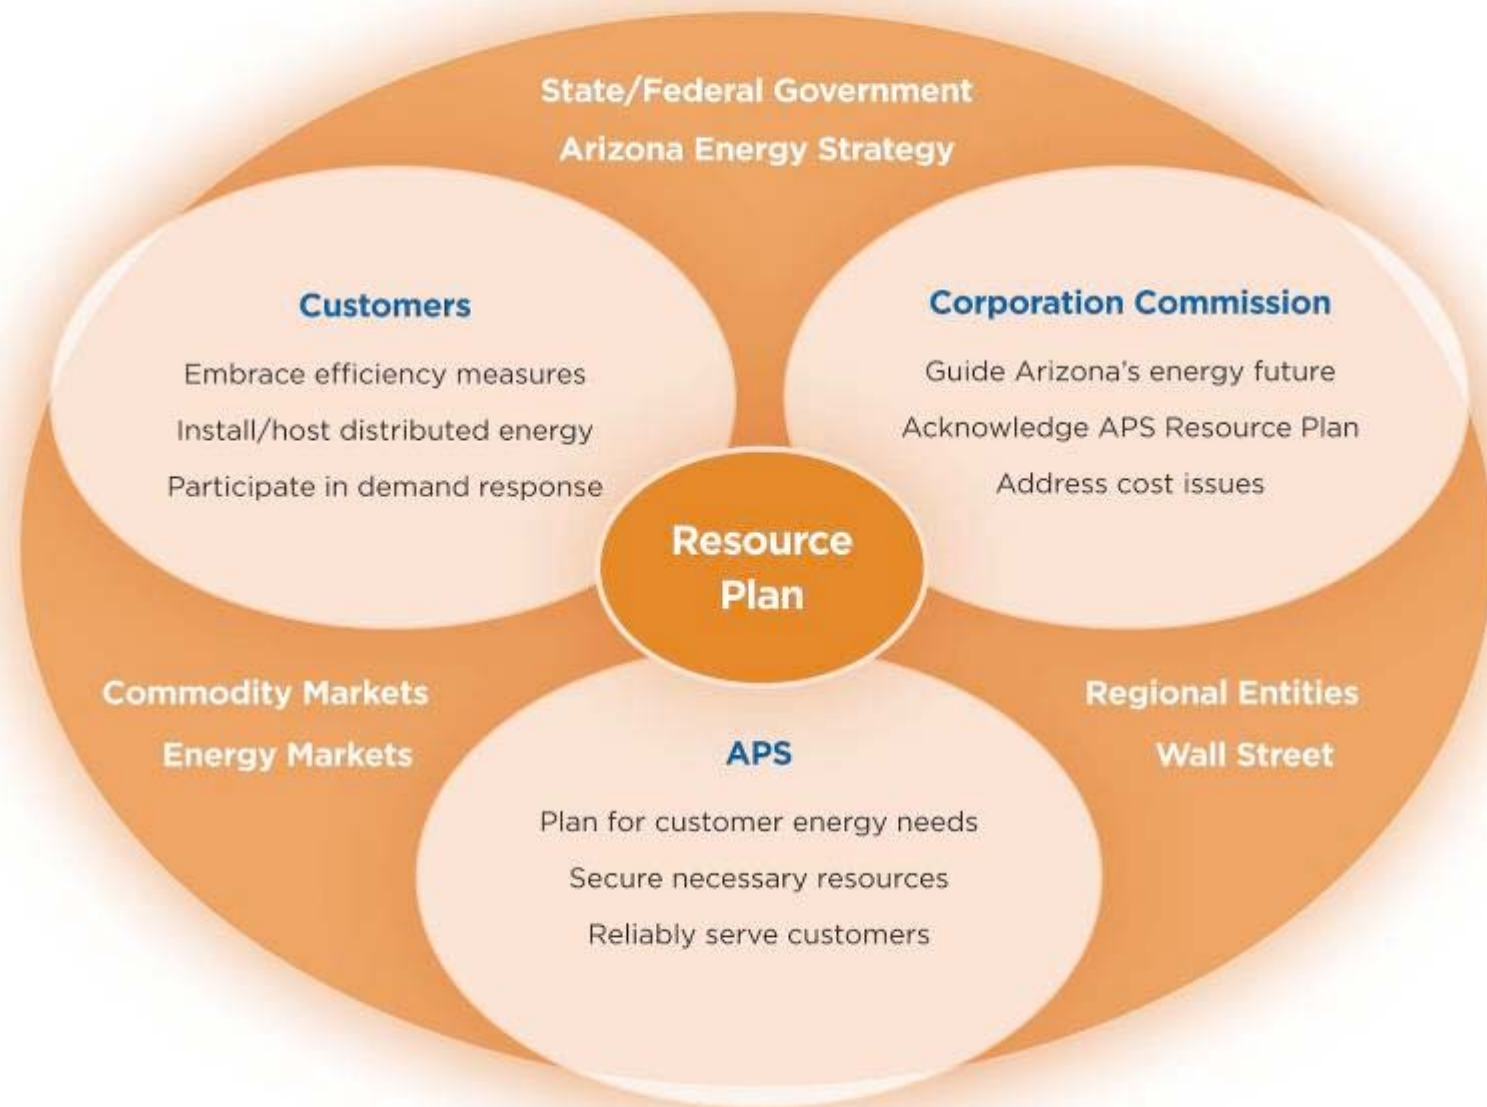 State/Federal Government
Arizona Energy Strategy
Customers
Embrace efficiency measures
Install/host distributed energy
Participate in demand response
Corporation Commission
Guide Arizona's energy future
Acknowledge APS Resource Plan
Address cost issues
Resource
Plan
Commodity Markets
Energy Markets
APS
Plan for customer energy needs
Secure necessary resources
Reliably serve customers
Regional Entities
Wall Street